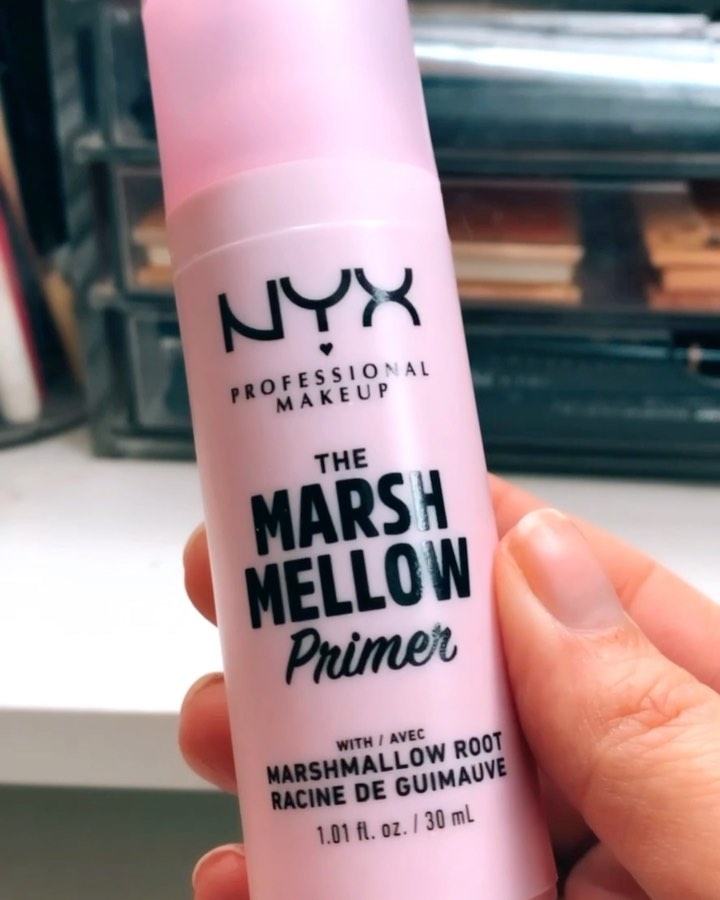 NYX
PROFESSIONAL
MAKEUP
THE
MARSH
MELLOW
Primer
WITH / AVEC
MARSHMALLOW ROOT
RACINE DE GUIMAUVE
1.01 fl. oz. / 30 mL